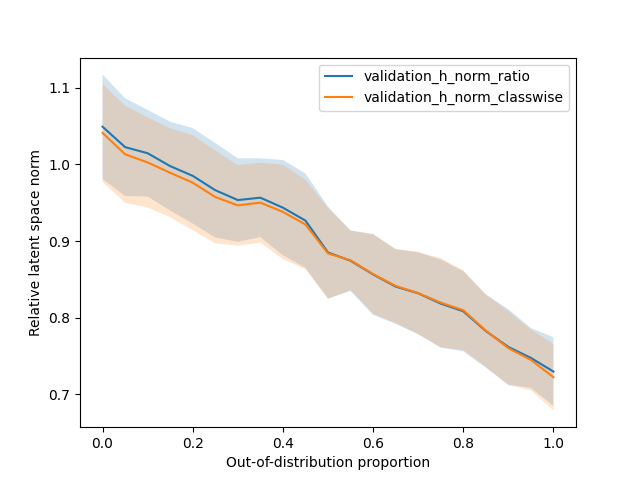 validation_h_norm_ratio
validation_h_norm_classwise
1.1
1.0
0.9
0.8
0.7
Relative latent space norm
0.0 0.2 0.4 0.6 0.8 1.0
Out-of-distribution proportion